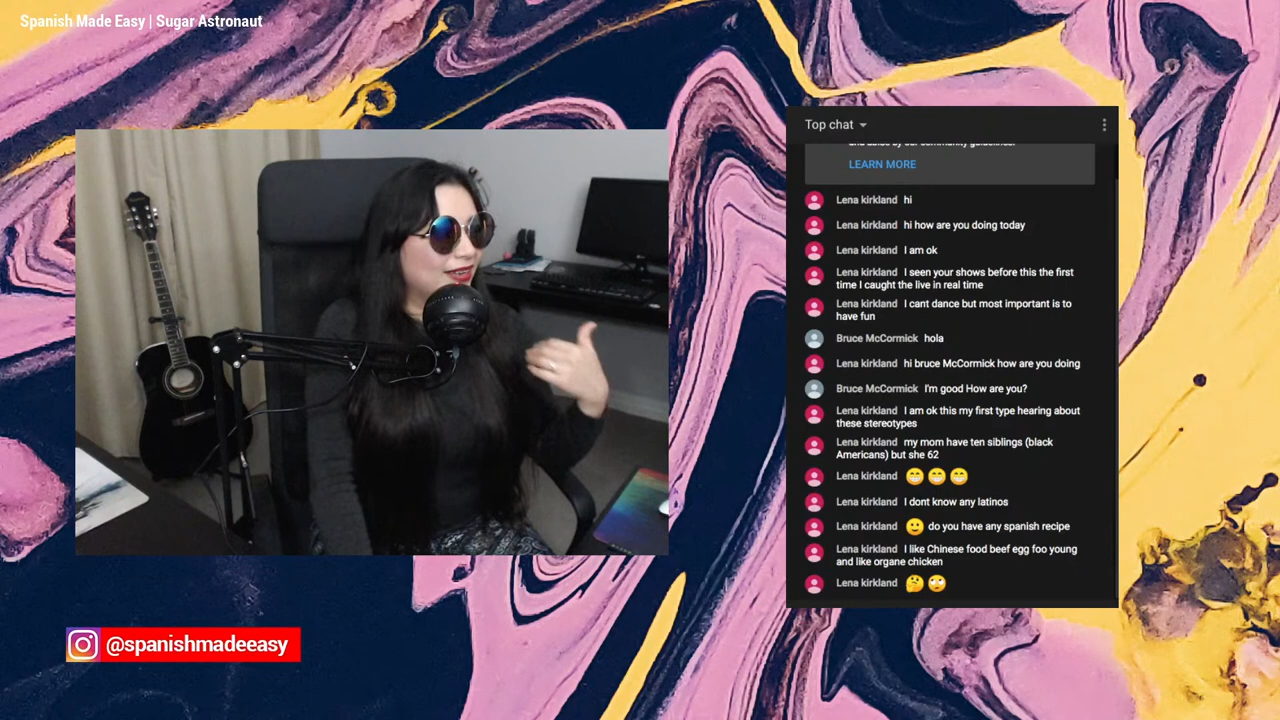 Spanish Made Easy | Sugar Astronaut
Top chat
LEARN MORE
Lena kirkland hi
Lena kirkland hi how are you doing today
Lena kirkland I am ok
Lena kirkland I seen your shows before this the first
time I caught the live in real time
Lena kirkland I cant dance but most important is to
have fun
Bruce McCormick hola
Lena kirkland hi bruce McCormick how are you doing
Bruce McCormick I'm good How are you?
Lena kirkland I am ok this my first type hearing about
these stereotypes
Lena kirkland my mom have ten siblings (black
Americans) but she 62
Lena kirkland 😁😁😁
Lena kirkland I dont know any latinos
Lena kirkland 🙂 do you have any spanish recipe
Lena kirkland I like Chinese food beef egg foo young
and like organe chicken
Lena kirkland 🤔🙄
@spanishmadeeasy